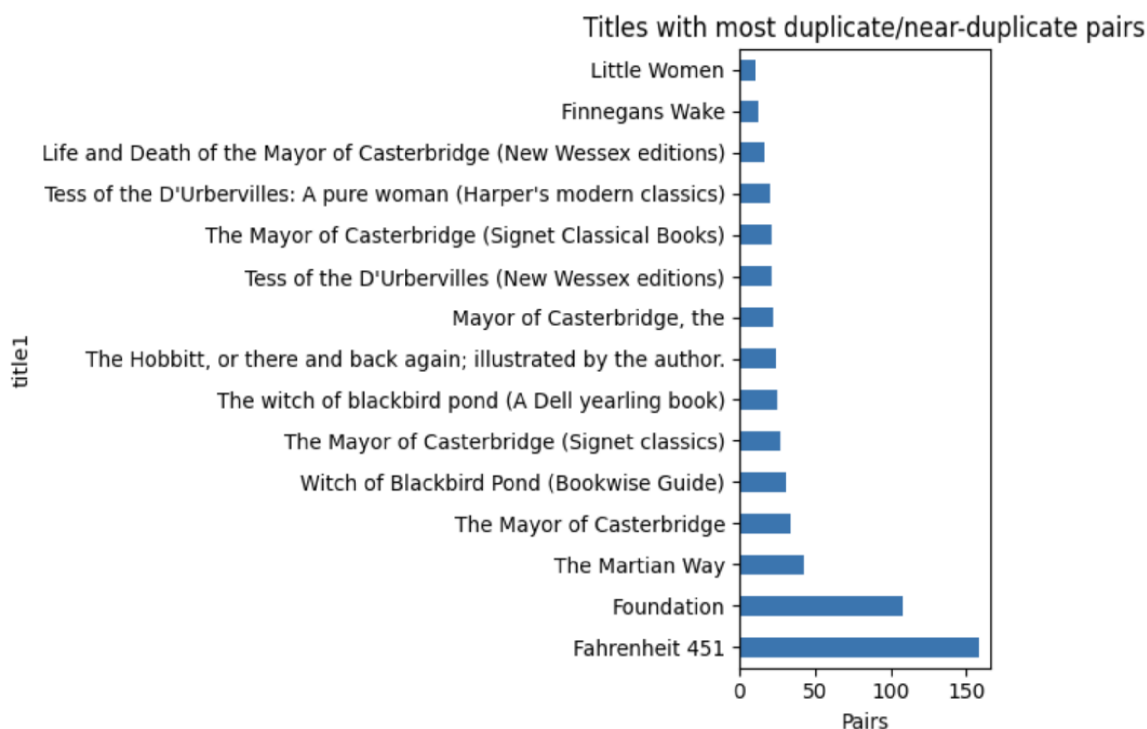 Titles with most duplicate/near-duplicate pairs
Little Women
Finnegans Wake
Life and Death of the Mayor of Casterbridge (New Wessex editions)
Tess of the D'Urbervilles: A pure woman (Harper's modern classics)
The Mayor of Casterbridge (Signet Classical Books)
Tess of the D'Urbervilles (New Wessex editions)
Mayor of Casterbridge, the
The Hobbitt, or there and back again; illustrated by the author.
The witch of blackbird pond (A Dell yearling book)
The Mayor of Casterbridge (Signet classics)
Witch of Blackbird Pond (Bookwise Guide)
The Mayor of Casterbridge
The Martian Way
Foundation
Fahrenheit 451
title1
0 50 100 150
Pairs